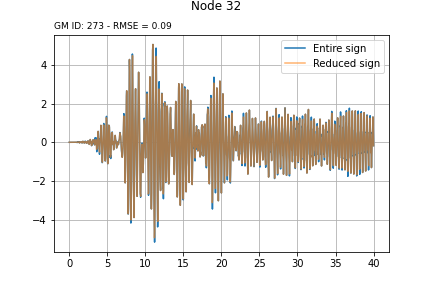 Node 32
GM ID: 273 - RMSE = 0.09
Entire sign
Reduced sign
4
2
0
−2
−4
0 5 10 15 20 25 30 35 40